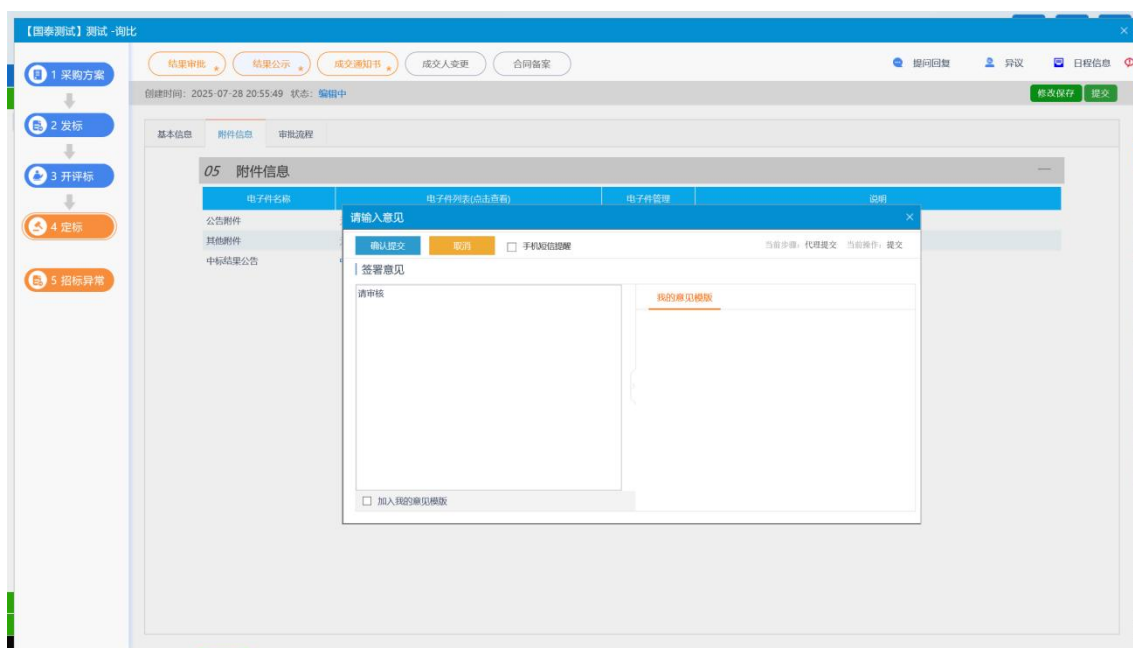 【国泰测试】测试 -询比
1 采购方案
2 发标
3 开评标
4 定标
5 招标异常
结果审批 结果公示 成交通知书 成交人变更 合同备案
提问回复 异议 日程信息
创建时间: 2025-07-28 20:55:49 状态: 编辑中
修改保存 提交
基本信息 附件信息 审批流程
05 附件信息
电子件名称 电子件列表(点击查看) 电子件管理 说明
公告附件
其他附件
中标结果公告
请输入意见
确认提交 取消 手机短信提醒 当前步骤: 代理提交 当前操作: 提交
签署意见
请审核
我的意见模版
加入我的意见模版